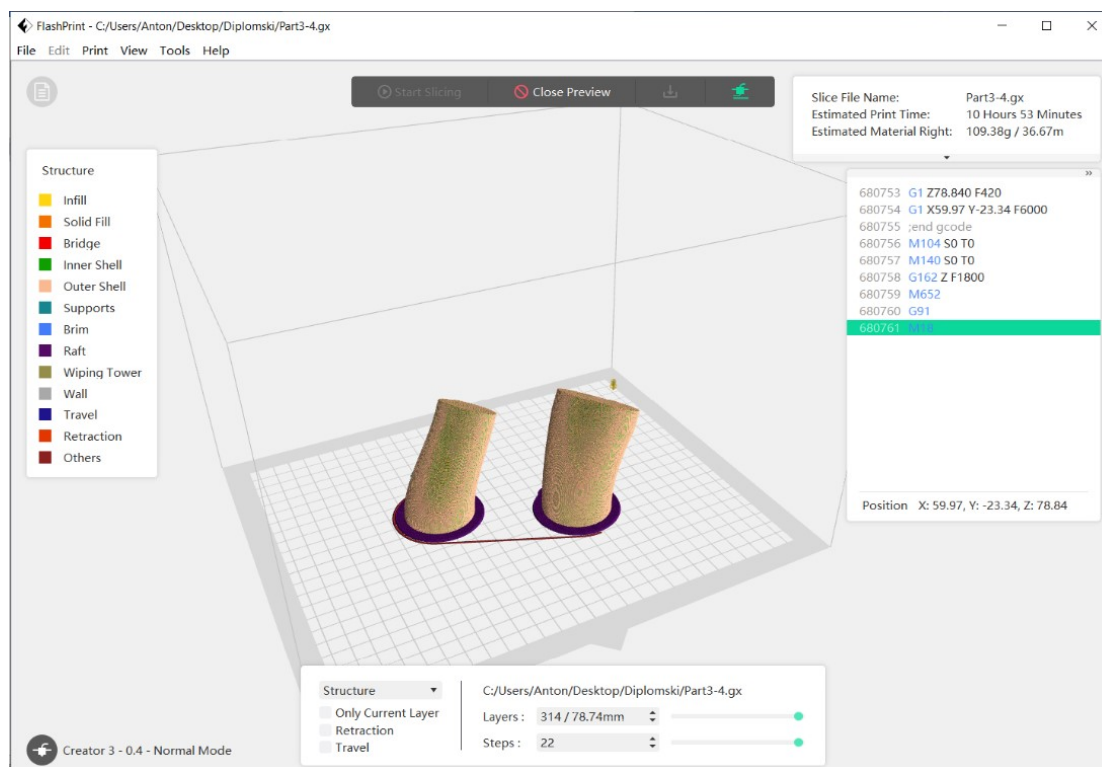 FlashPrint - C:/Users/Anton/Desktop/Diplomski/Part3-4.gx
File Edit Print View Tools Help
Start Slicing
Close Preview
Slice File Name: Part3-4.gx
Estimated Print Time: 10 Hours 53 Minutes
Estimated Material Right: 109.38g / 36.67m
Structure
Infill
Solid Fill
Bridge
Inner Shell
Outer Shell
Supports
Brim
Raft
Wiping Tower
Wall
Travel
Retraction
Others
»
680753 G1 Z78.840 F420
680754 G1 X59.97 Y-23.34 F6000
680755 ;end gcode
680756 M104 S0 T0
680757 M140 S0 T0
680758 G162 Z F1800
680759 M652
680760 G91
680761 M18
Position X: 59.97, Y: -23.34, Z: 78.84
Structure
Only Current Layer
Retraction
Travel
C:/Users/Anton/Desktop/Diplomski/Part3-4.gx
Layers : 314 / 78.74mm
Steps : 22
Creator 3 - 0.4 - Normal Mode